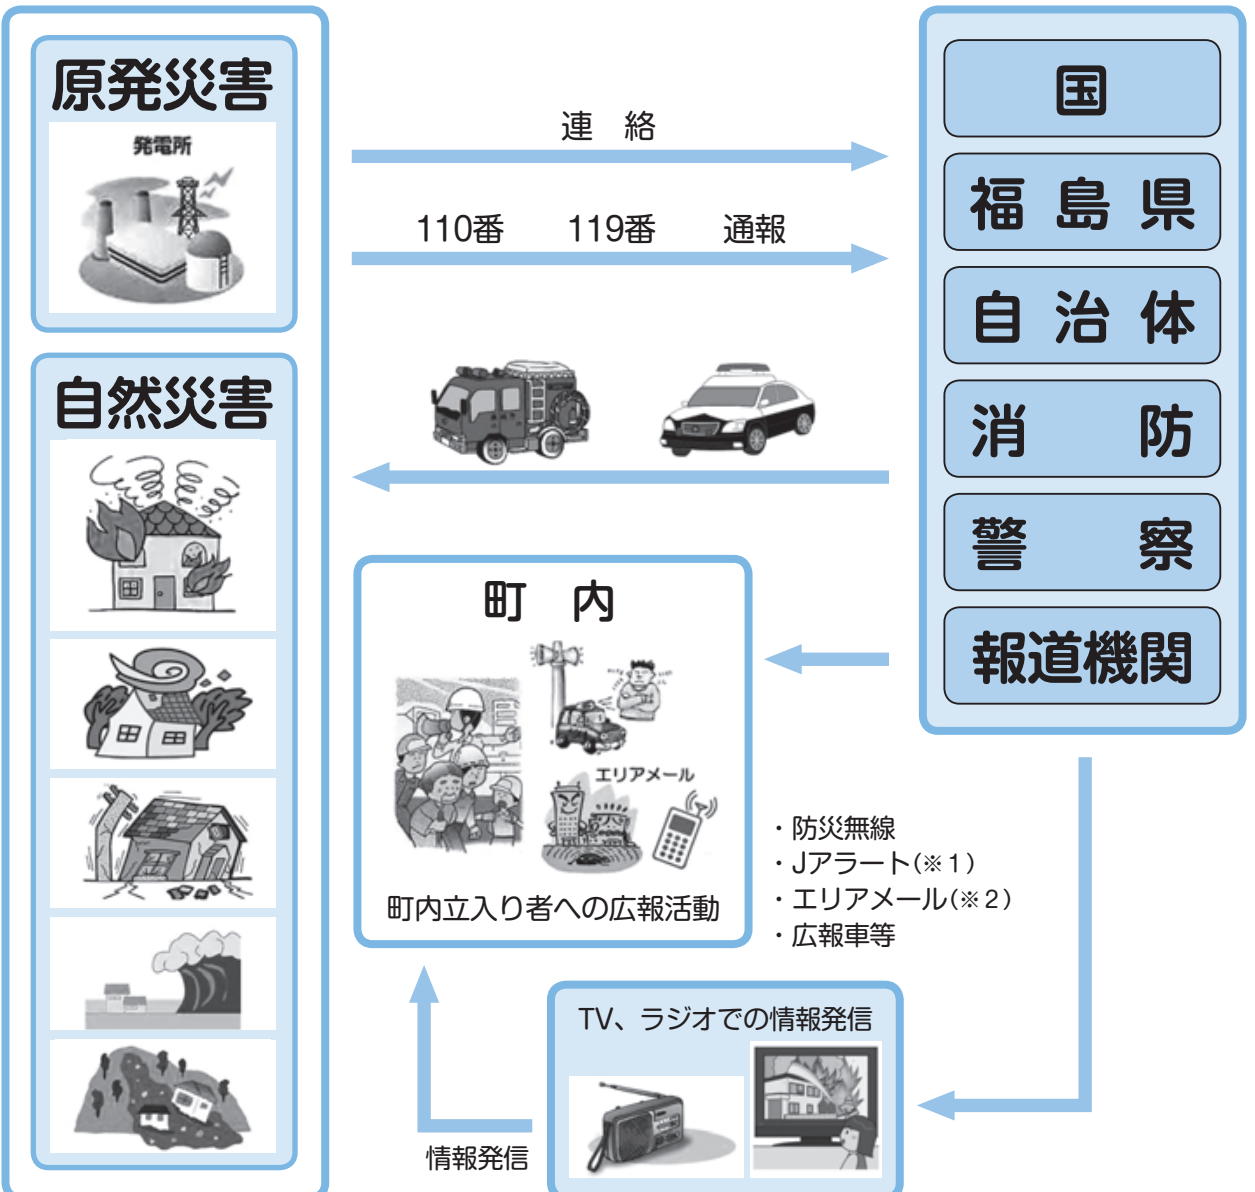 原発災害
発電所
自然災害
連 絡
110番 119番 通報
国
福島県
自治体
消 防
警 察
報道機関
町 内
エリアメール
町内立入り者への広報活動
・防災無線
・Jアラート(※1)
・エリアメール(※2)
・広報車等
TV、ラジオでの情報発信
情報発信